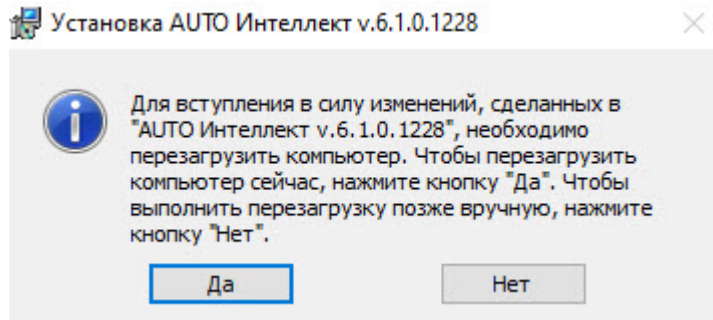 Установка AUTO Интеллект v.6.1.0.1228
Для вступления в силу изменений, сделанных в
"AUTO Интеллект v.6.1.0.1228", необходимо
перезагрузить компьютер. Чтобы перезагрузить
компьютер сейчас, нажмите кнопку "Да". Чтобы
выполнить перезагрузку позже вручную, нажмите
кнопку "Нет".
Да
Нет